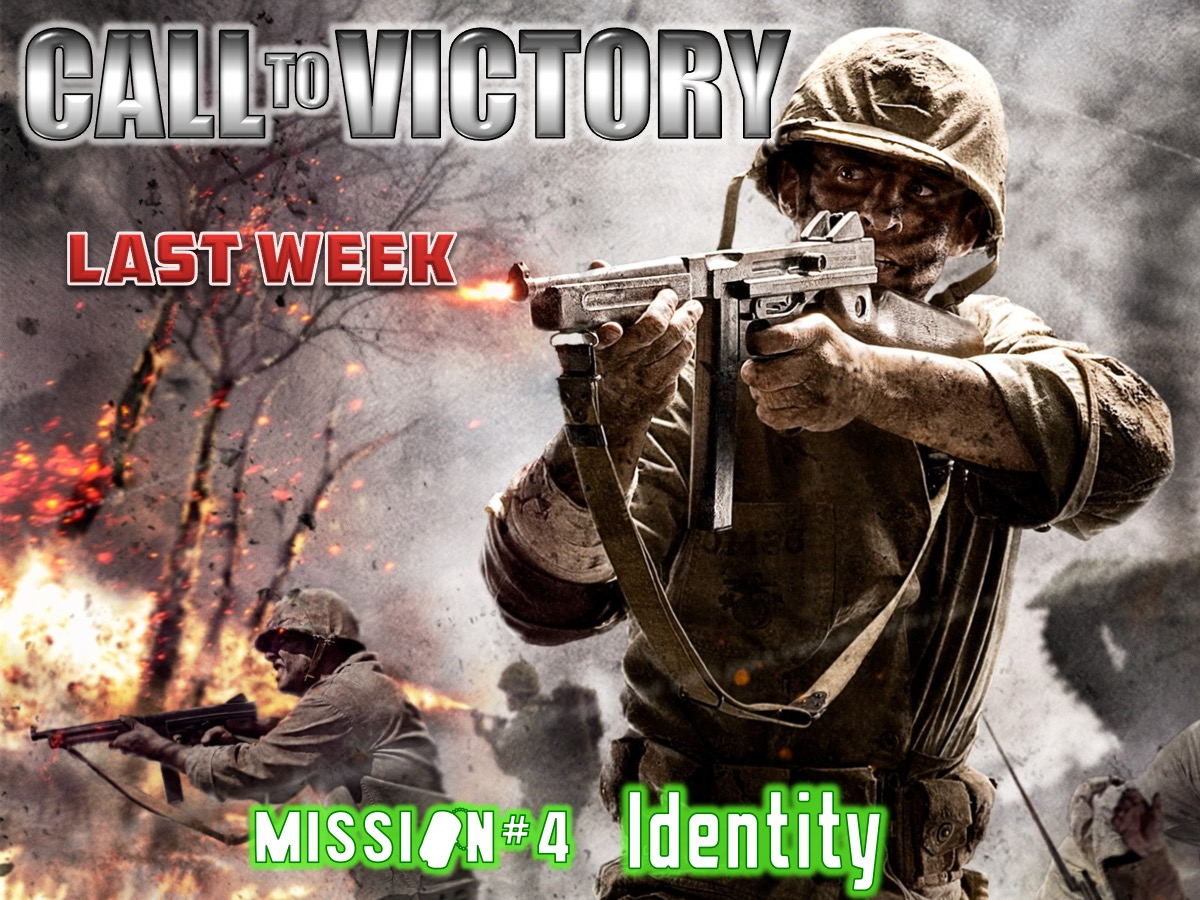 CALL TO VICTORY
LAST WEEK
MISSION #4 Identity